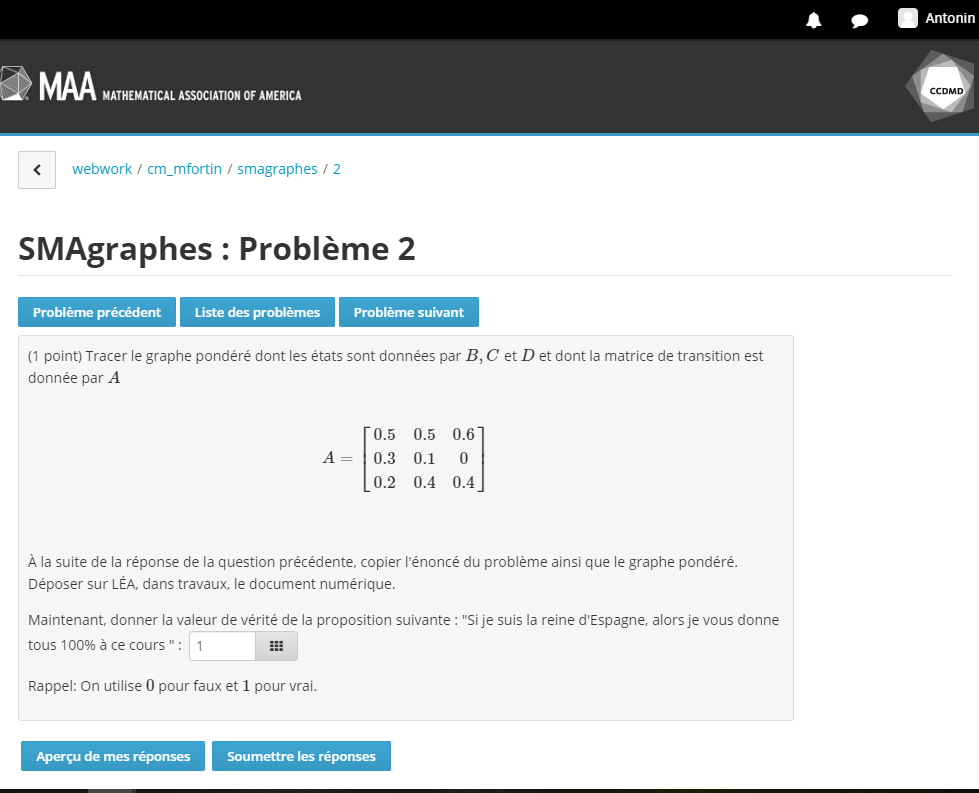 Antonin
MAA MATHEMATICAL ASSOCIATION OF AMERICA
CCDMD
webwork / cm_mfortin / smagraphes / 2
SMAgraphes : Problème 2
Problème précédent Liste des problèmes Problème suivant
(1 point) Tracer le graphe pondéré dont les états sont données par B, C et D et dont la matrice de transition est
donnée par A
0.5 0.5 0.6
A = 0.3 0.1 0
0.2 0.4 0.4
À la suite de la réponse de la question précédente, copier l'énoncé du problème ainsi que le graphe pondéré.
Déposer sur LÉA, dans travaux, le document numérique.
Maintenant, donner la valeur de vérité de la proposition suivante : "Si je suis la reine d'Espagne, alors je vous donne
tous 100% à ce cours " : 1
Rappel: On utilise 0 pour faux et 1 pour vrai.
Aperçu de mes réponses Soumettre les réponses